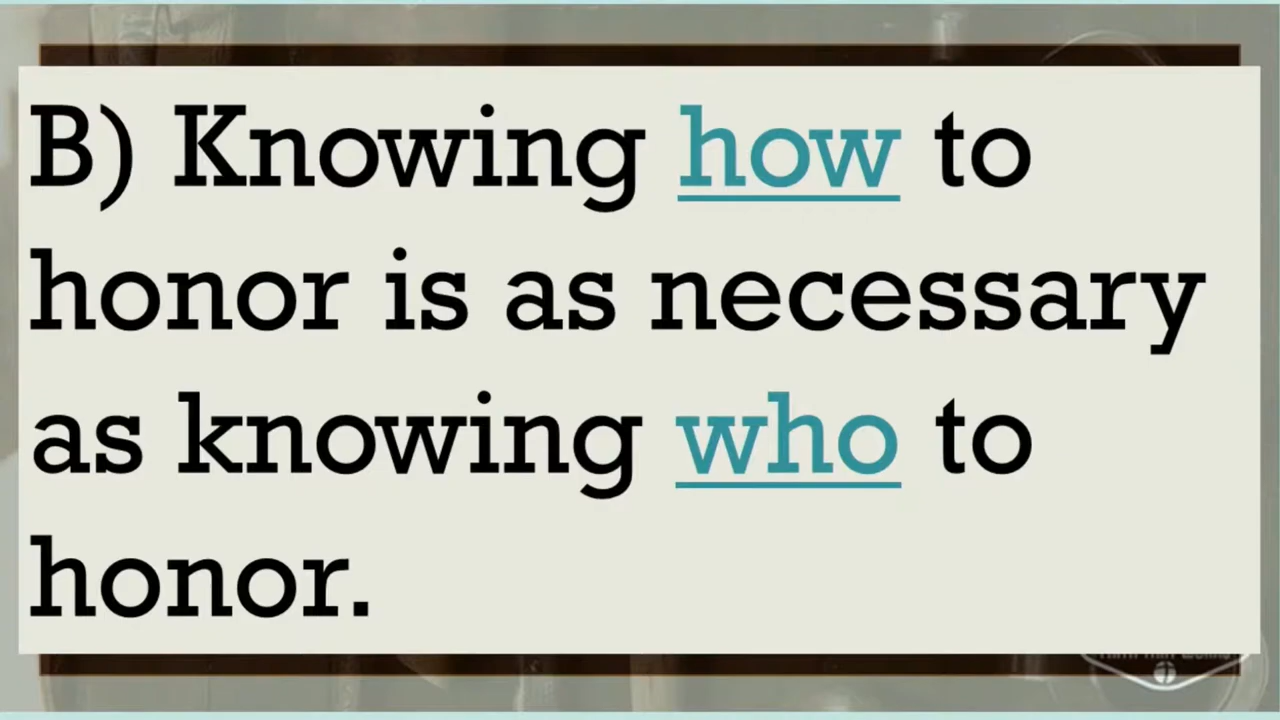 B) Knowing how to
honor is as necessary
as knowing who to
honor.